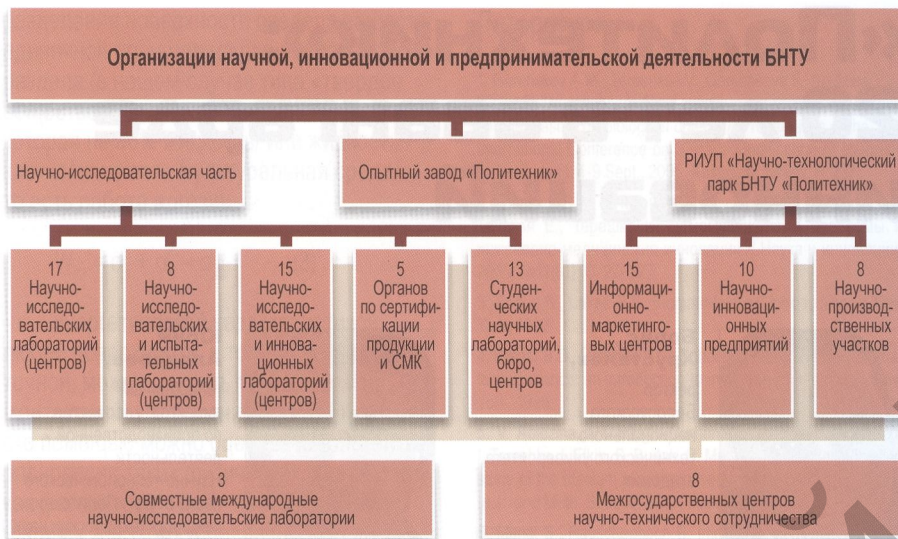 Организации научной, инновационной и предпринимательской деятельности БНТУ
Научно-исследовательская часть
Опытный завод «Политехник»
РИУП «Научно-технологический
парк БНТУ «Политехник»
17
Научно-
исследо-
вательских
лабораторий
(центров)
8
Научно-
исследо-
вательских
и испыта-
тельных
лабораторий
(центров)
15
Научно-
исследо-
вательских
и иннова-
ционных
лабораторий
(центров)
5
Органов
по сертифи-
кации
продукции
и СМК
13
Студен-
ческих
научных
лабораторий,
бюро,
центров
15
Информаци-
онно-
маркетинго-
вых центров
10
Научно-
инноваци-
онных
предприятий
8
Научно-
производ-
ственных
участков
3
Совместные международные
научно-исследовательские лаборатории
8
Межгосударственных центров
научно-технического сотрудничества